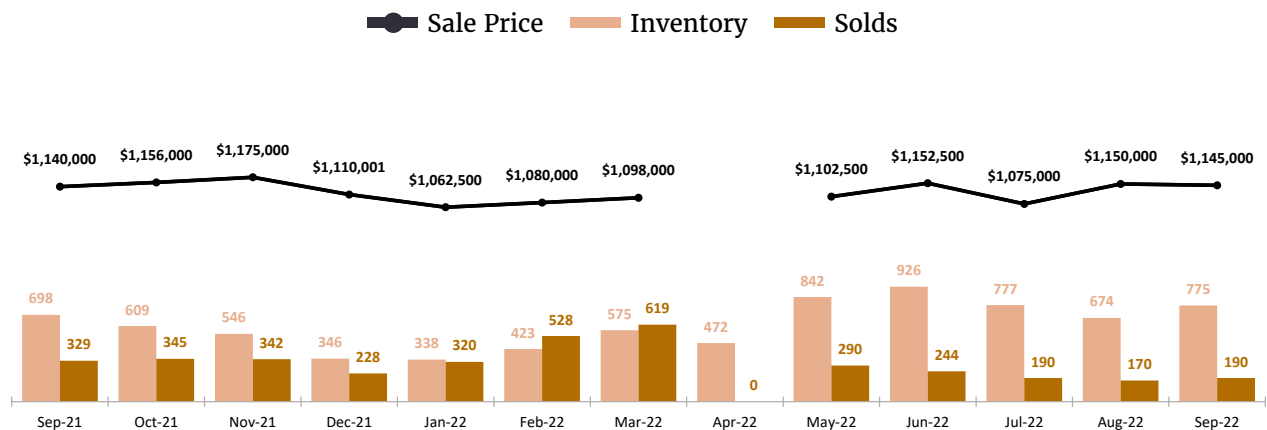 Sale Price Inventory Solds
$1,140,000 $1,156,000 $1,175,000 $1,110,001 $1,062,500 $1,080,000 $1,098,000 $1,102,500 $1,152,500 $1,075,000 $1,150,000 $1,145,000
698 609 546 346 338 423 575 472 842 926 777 674 775
329 345 342 228 320 528 619 0 290 244 190 170 190
Sep-21 Oct-21 Nov-21 Dec-21 Jan-22 Feb-22 Mar-22 Apr-22 May-22 Jun-22 Jul-22 Aug-22 Sep-22